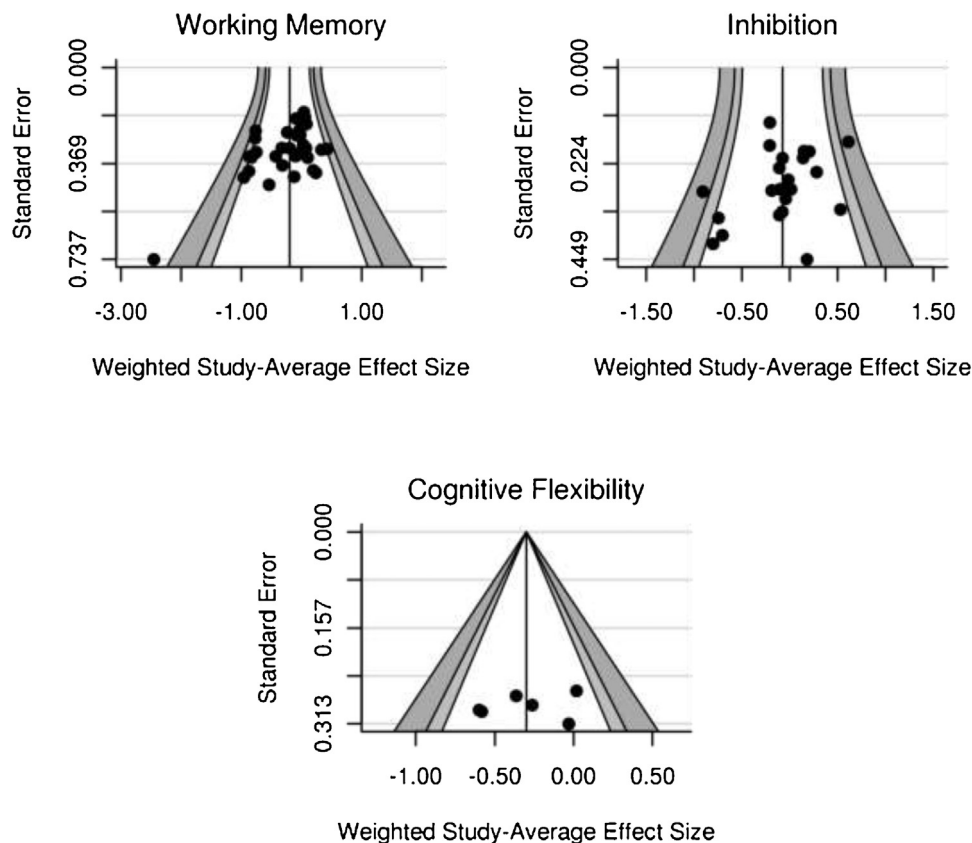 Working Memory
Standard Error
0.000
0.369
0.737
-3.00 -1.00 1.00
Weighted Study-Average Effect Size
Inhibition
Standard Error
0.000
0.224
0.449
-1.50 -0.50 0.50 1.50
Weighted Study-Average Effect Size
Cognitive Flexibility
Standard Error
0.000
0.157
0.313
-1.00 -0.50 0.00 0.50
Weighted Study-Average Effect Size